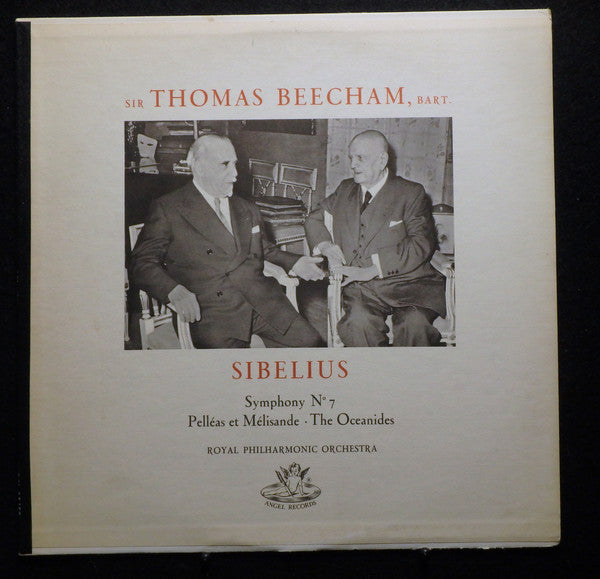 SIR THOMAS BEECHAM, BART.
SIBELIUS
Symphony Nº 7
Pelléas et Mélisande · The Oceanides
ROYAL PHILHARMONIC ORCHESTRA
ANGEL RECORDS